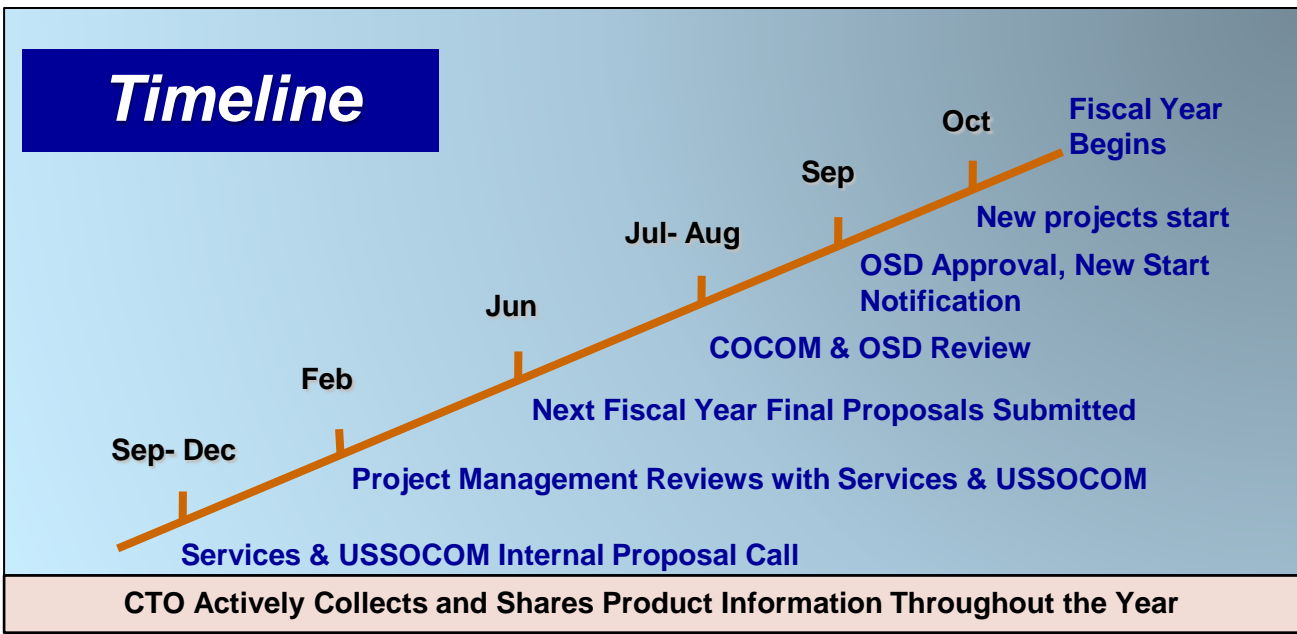 Timeline
Oct
Fiscal Year
Begins
Sep
New projects start
Jul- Aug
OSD Approval, New Start
Notification
Jun
COCOM & OSD Review
Feb
Next Fiscal Year Final Proposals Submitted
Sep- Dec
Project Management Reviews with Services & USSOCOM
Services & USSOCOM Internal Proposal Call
CTO Actively Collects and Shares Product Information Throughout the Year